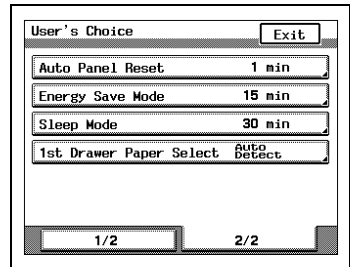 User's Choice Exit
Auto Panel Reset 1 min
Energy Save Mode 15 min
Sleep Mode 30 min
1st Drawer Paper Select Auto Detect
1/2 2/2